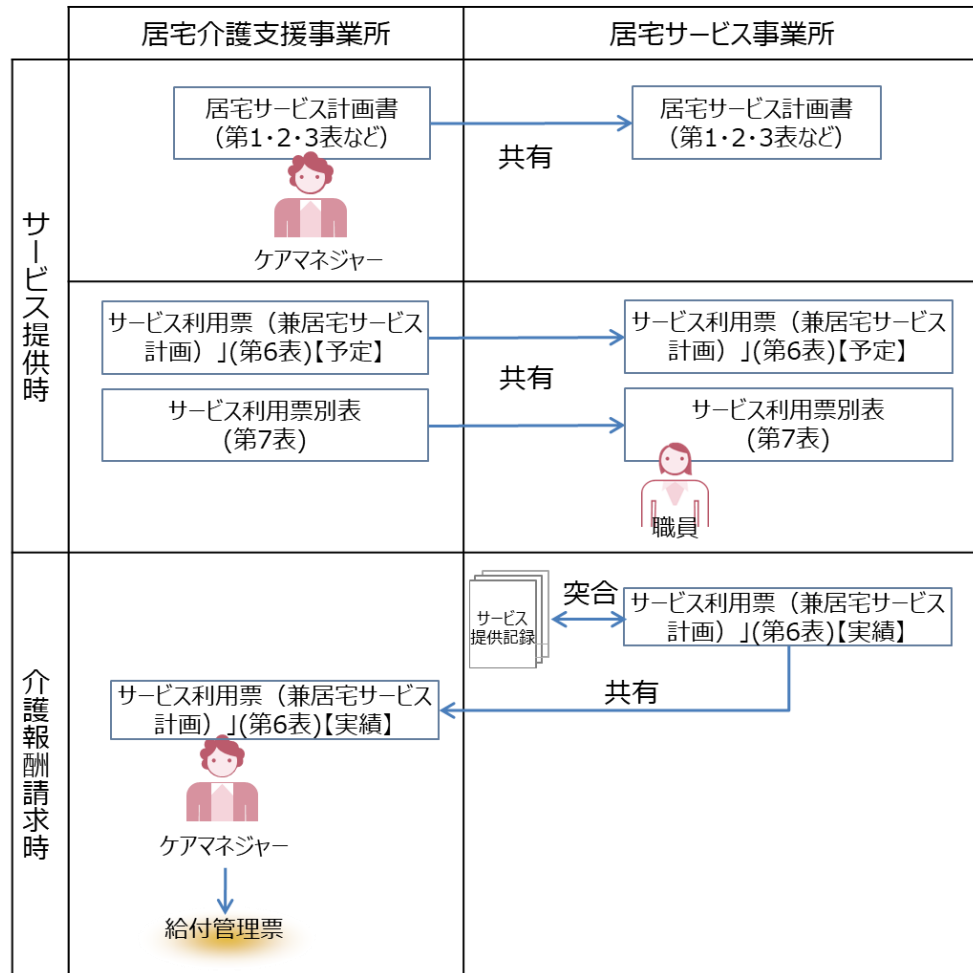 居宅介護支援事業所
居宅サービス事業所
サービス提供時
居宅サービス計画書
(第1・2・3表など)
共有
居宅サービス計画書
(第1・2・3表など)
ケアマネジャー
サービス利用票（兼居宅サービス
計画）」(第6表)【予定】
共有
サービス利用票（兼居宅サービス
計画）」(第6表)【予定】
サービス利用票別表
(第7表)
サービス利用票別表
(第7表)
職員
介護報酬請求時
サービス
提供記録
突合
サービス利用票（兼居宅サービス
計画）」(第6表)【実績】
共有
サービス利用票（兼居宅サービス
計画）」(第6表)【実績】
ケアマネジャー
給付管理票